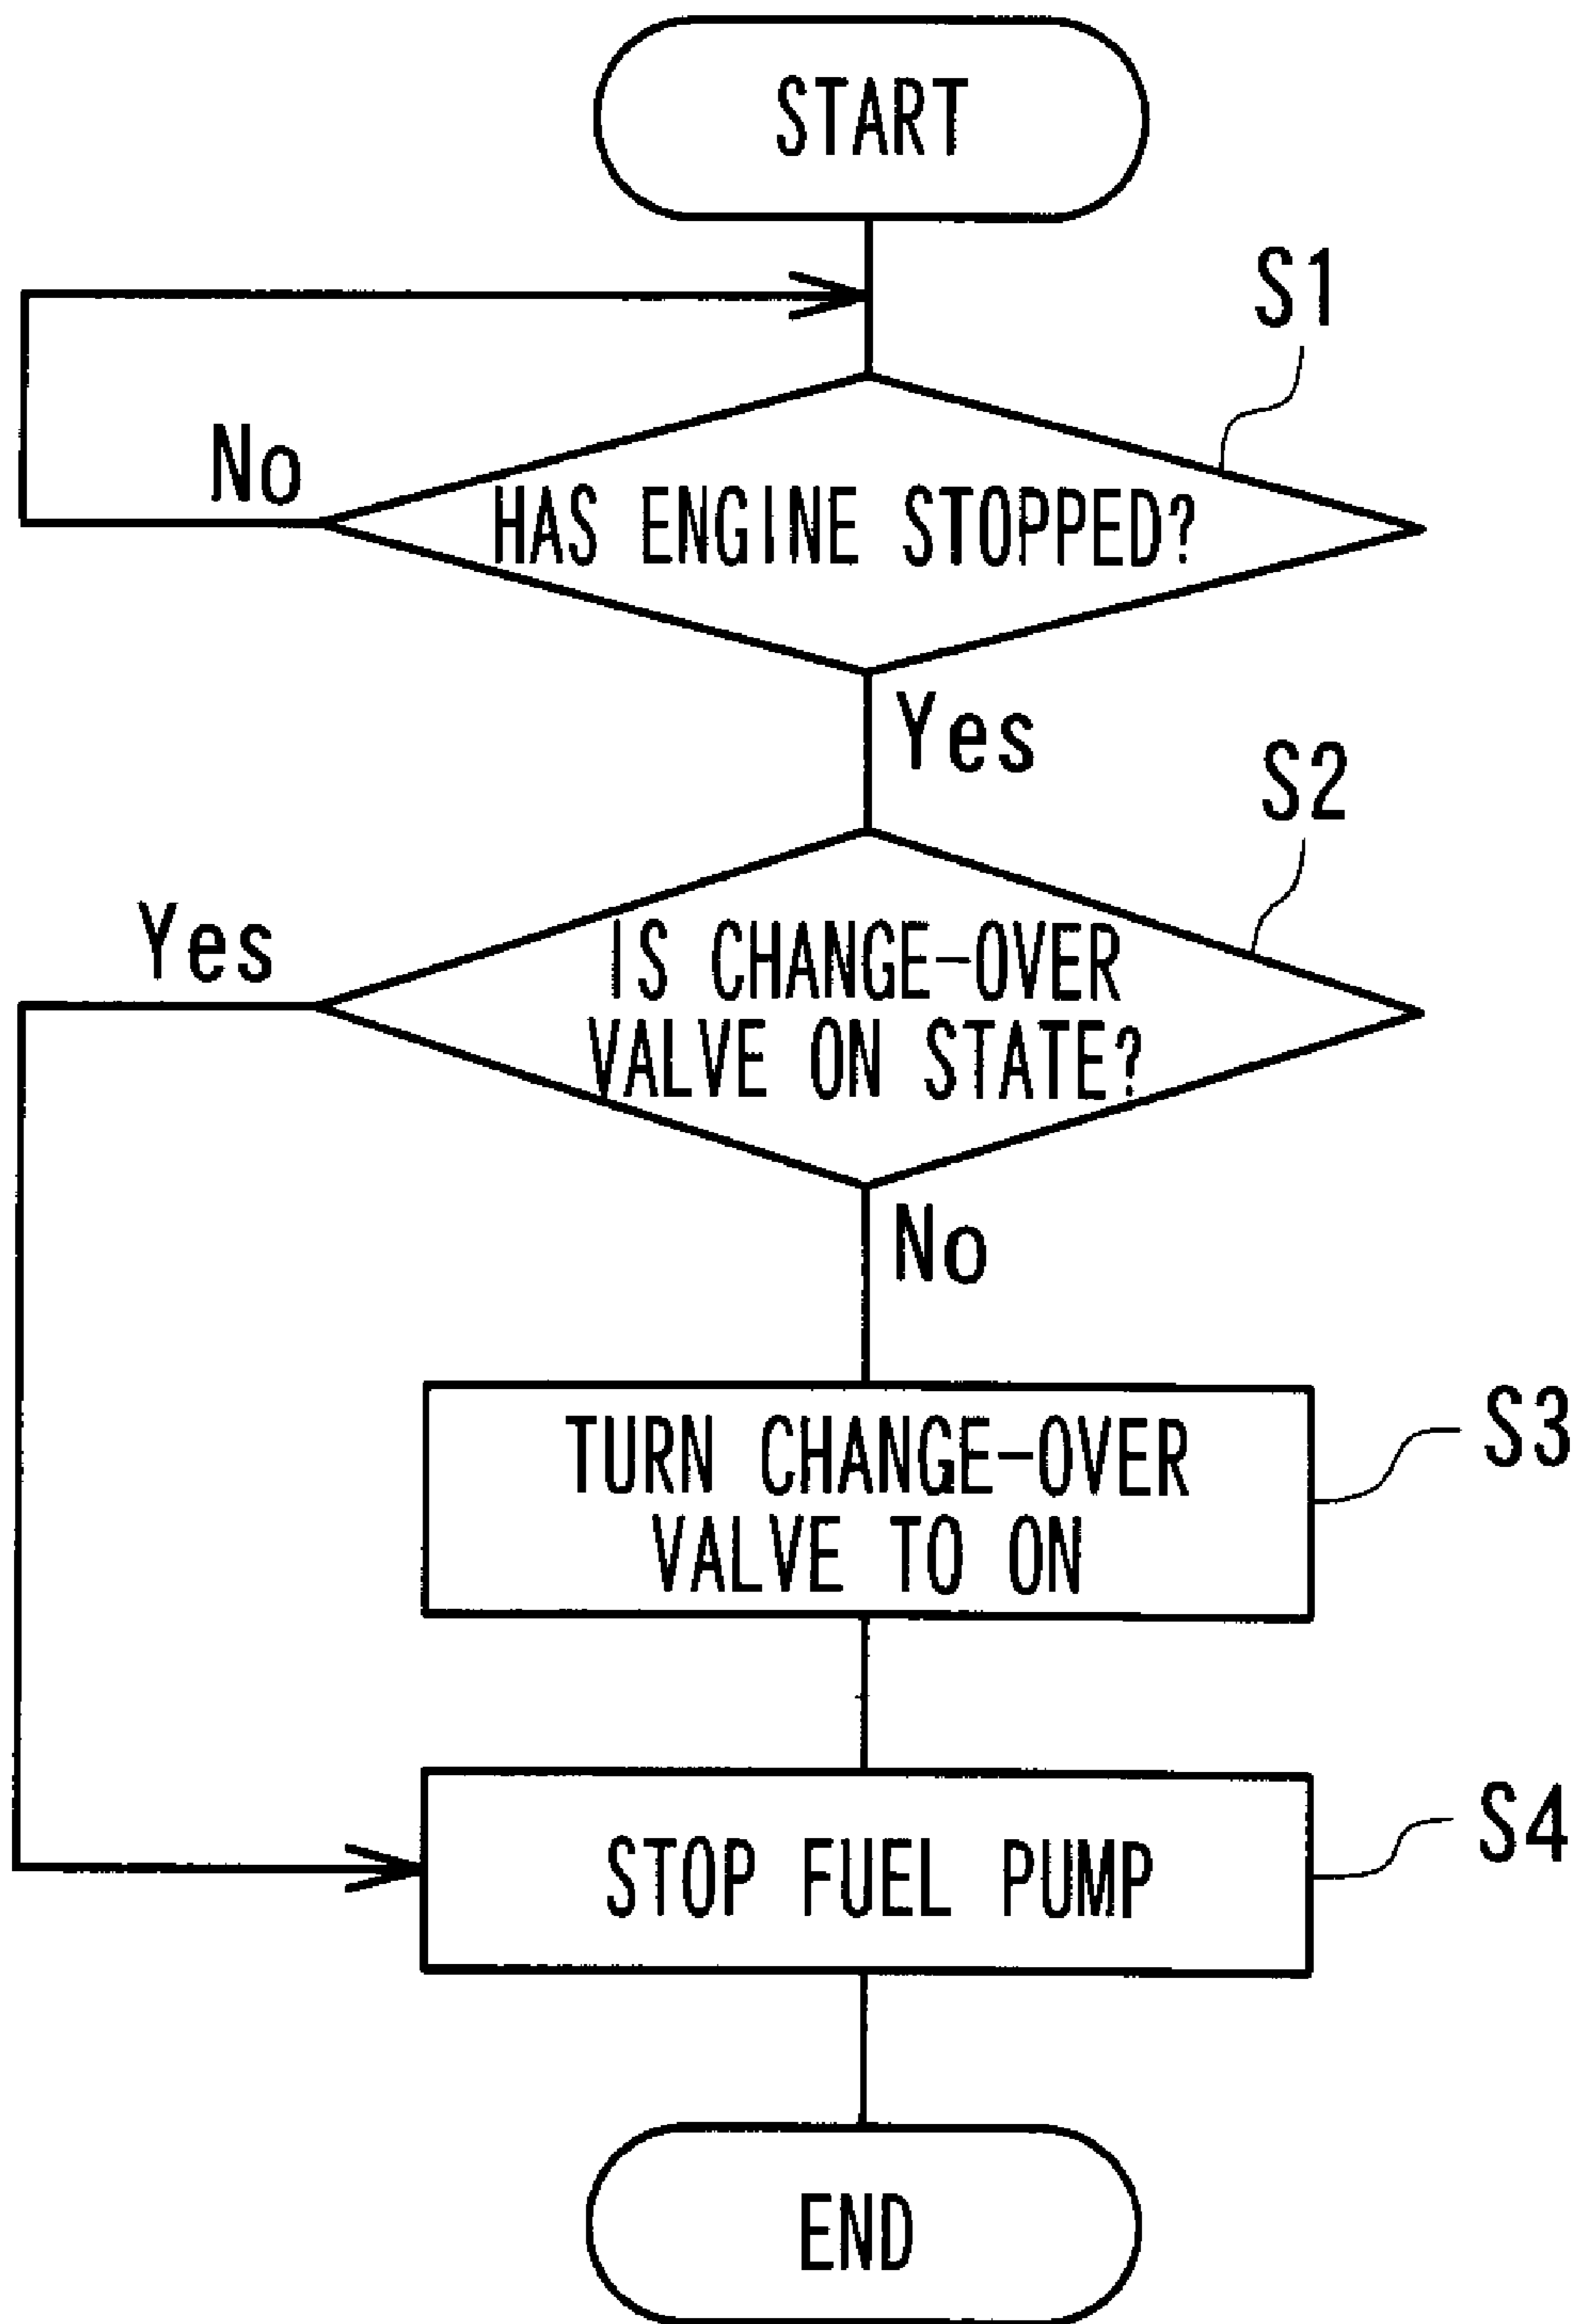 START
S1
No
HAS ENGINE STOPPED?
Yes
S2
Yes
IS CHANGE-OVER
VALVE ON STATE?
No
TURN CHANGE-OVER
VALVE TO ON
S3
STOP FUEL PUMP
S4
END